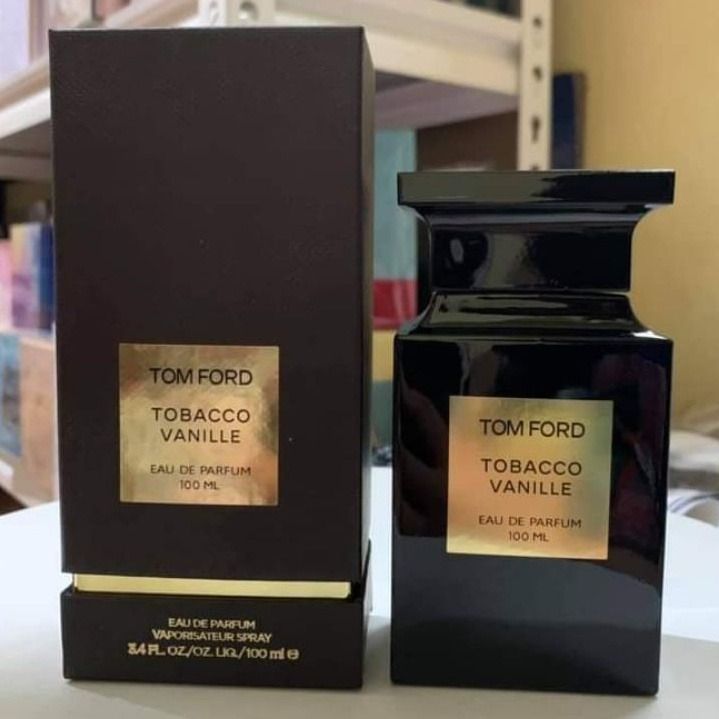 TOM FORD
TOBACCO
VANILLE
EAU DE PARFUM
100 ML
EAU DE PARFUM
VAPORISATEUR SPRAY
3.4 FL. OZ./OZ. LIQ./100 ml ℮
TOM FORD
TOBACCO
VANILLE
EAU DE PARFUM
100 ML